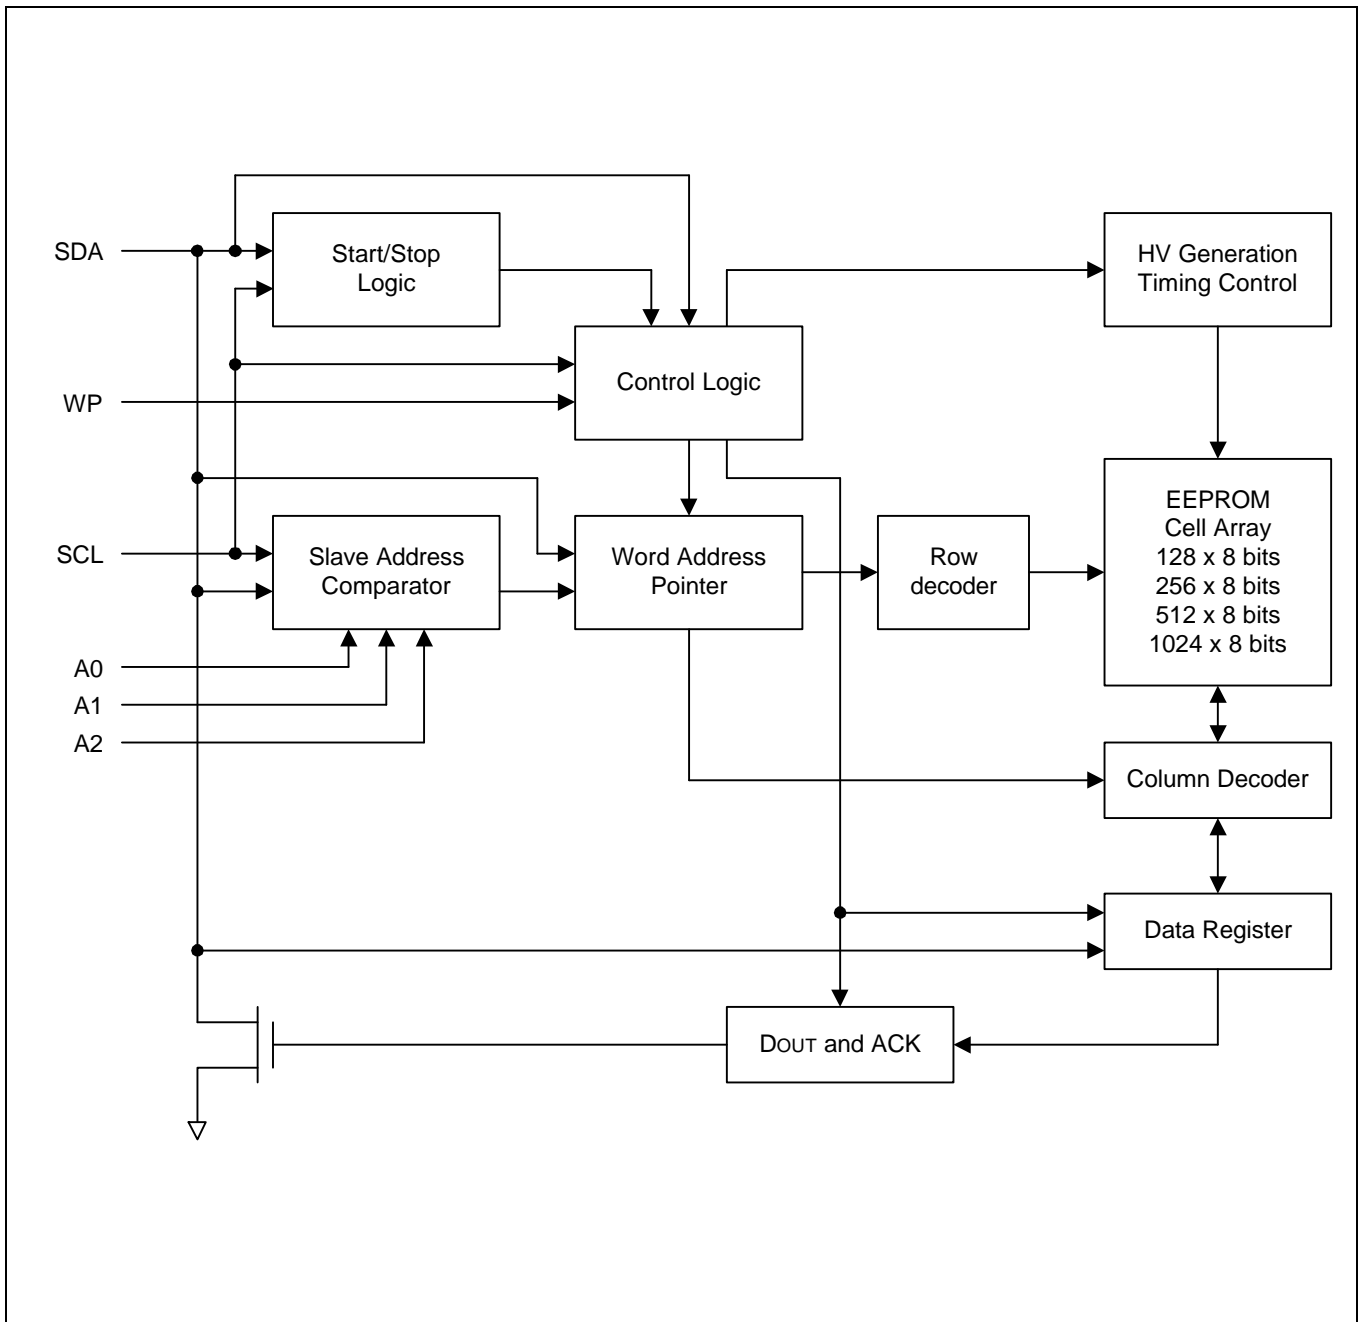 SDA
Start/Stop
Logic
HV Generation
Timing Control
WP
Control Logic
SCL
Slave Address
Comparator
Word Address
Pointer
Row
decoder
EEPROM
Cell Array
128 x 8 bits
256 x 8 bits
512 x 8 bits
1024 x 8 bits
A0
A1
A2
Column Decoder
Data Register
DOUT and ACK